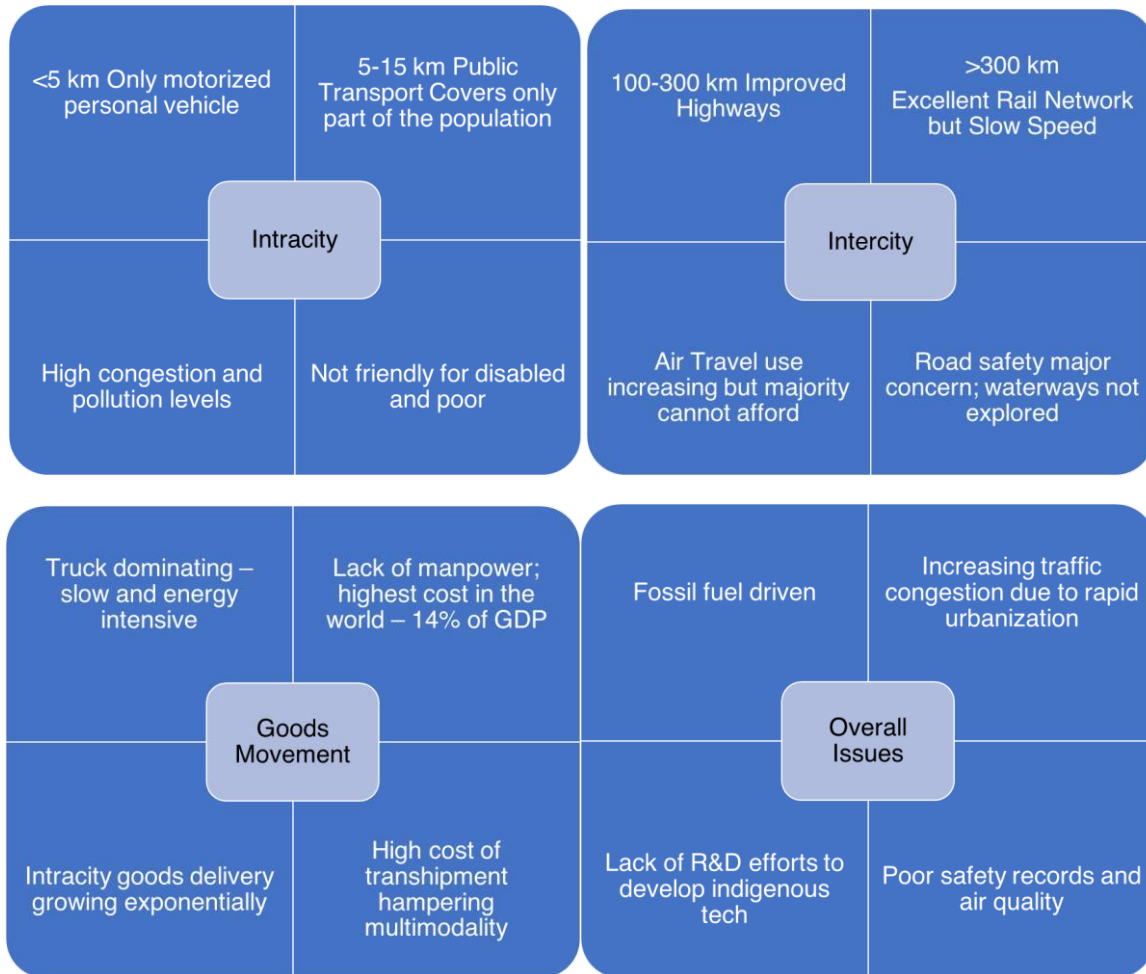 <5 km Only motorized
personal vehicle
5-15 km Public
Transport Covers only
part of the population
Intracity
High congestion and
pollution levels
Not friendly for disabled
and poor
100-300 km Improved
Highways
>300 km
Excellent Rail Network
but Slow Speed
Intercity
Air Travel use
increasing but majority
cannot afford
Road safety major
concern; waterways not
explored
Truck dominating –
slow and energy
intensive
Lack of manpower;
highest cost in the
world – 14% of GDP
Goods
Movement
Intracity goods delivery
growing exponentially
High cost of
transhipment
hampering
multimodality
Fossil fuel driven
Increasing traffic
congestion due to rapid
urbanization
Overall
Issues
Lack of R&D efforts to
develop indigenous
tech
Poor safety records and
air quality